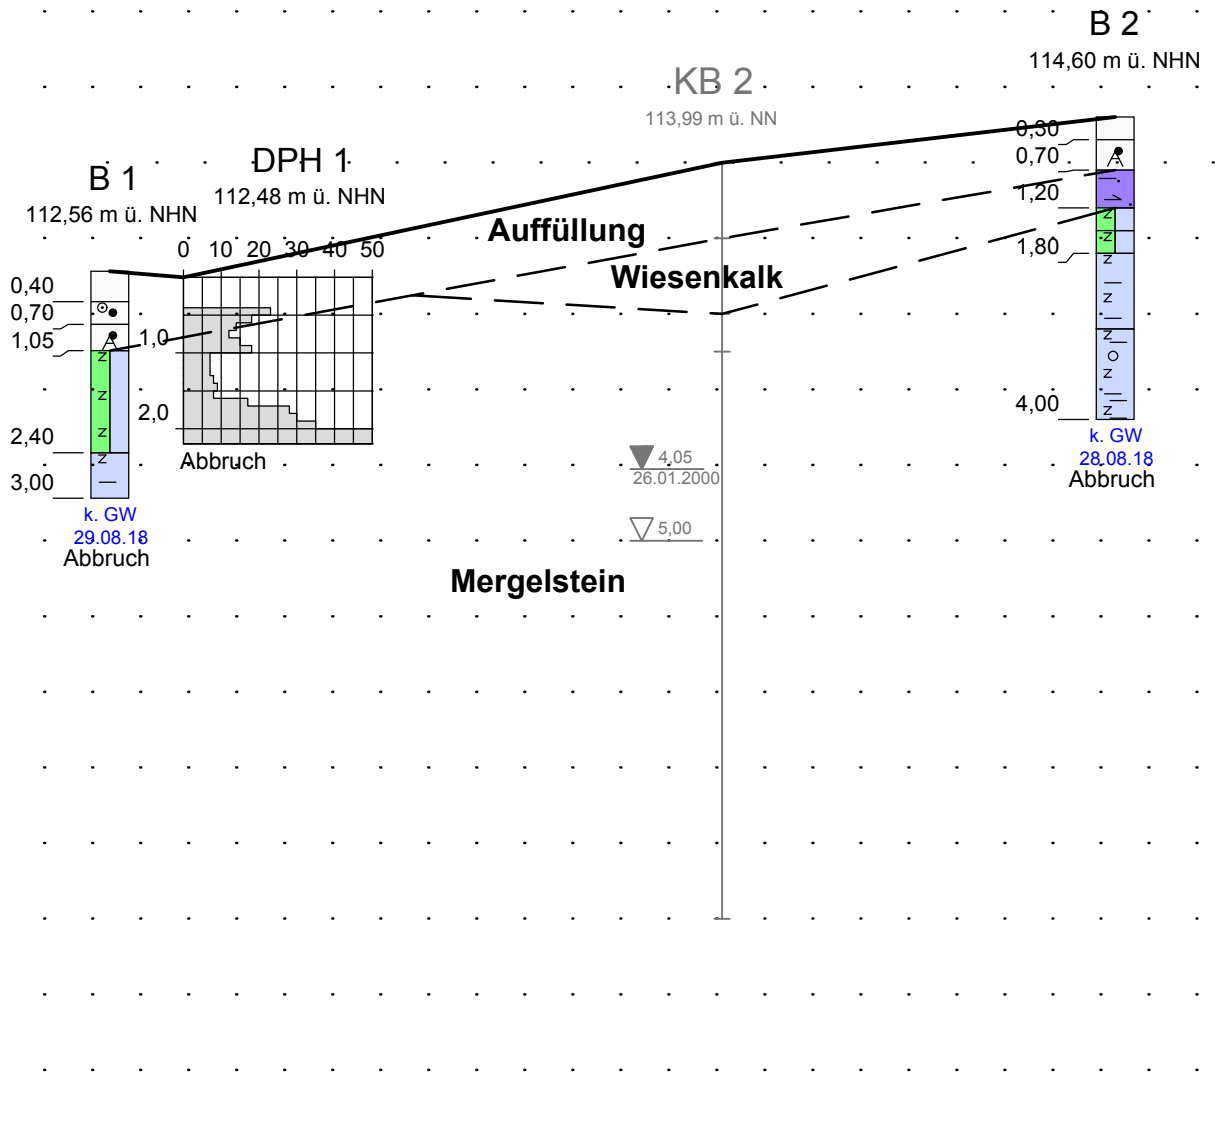 B 2
114,60 m ü. NHN
KB 2
113,99 m ü. NN
0,30
0,70
1,20
1,80
4,00
k. GW
28.08.18
Abbruch
B 1
112,56 m ü. NHN
DPH 1
112,48 m ü. NHN
0 10 20 30 40 50
1,0
2,0
Abbruch
0,40
0,70
1,05
2,40
3,00
k. GW
29.08.18
Abbruch
Auffüllung
Wiesenkalk
4,05
26.01.2000
5,00
Mergelstein
Z
Z
Z
Z
Z
Z
Z
Z
Z
Z
Z